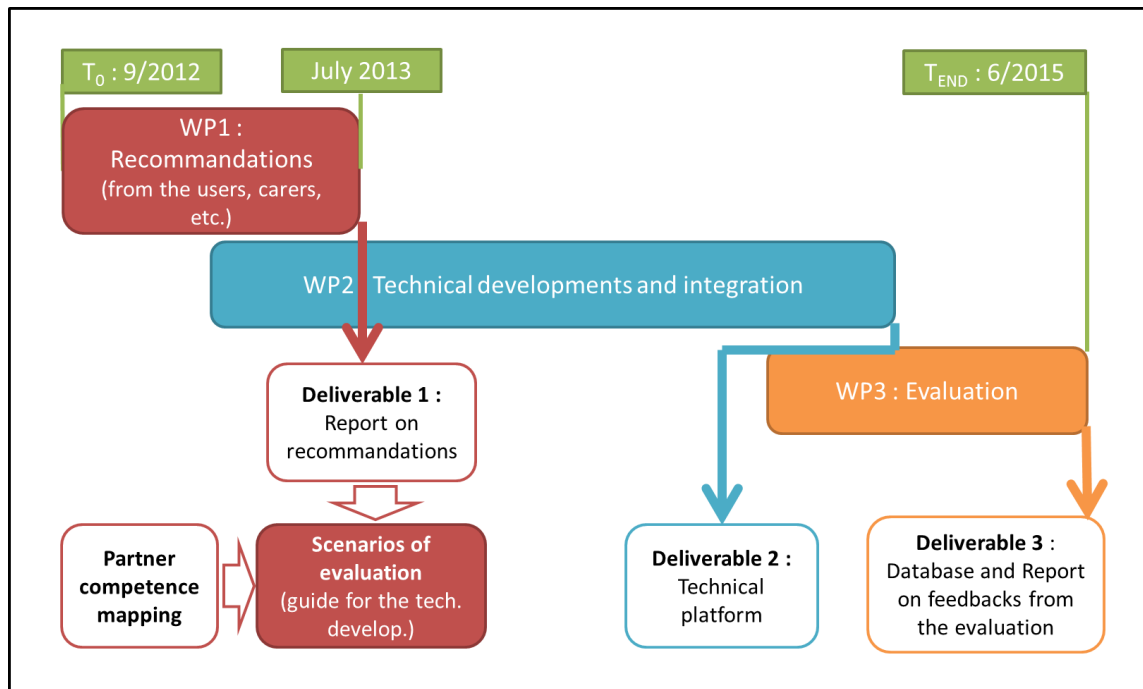 T0 : 9/2012
July 2013
TEND : 6/2015
WP1 :
Recommandations
(from the users, carers,
etc.)
WP2 Technical developments and integration
WP3 : Evaluation
Deliverable 1 :
Report on
recommandations
Partner
competence
mapping
Scenarios of
evaluation
(guide for the tech.
develop.)
Deliverable 2 :
Technical
platform
Deliverable 3 :
Database and Report
on feedbacks from
the evaluation